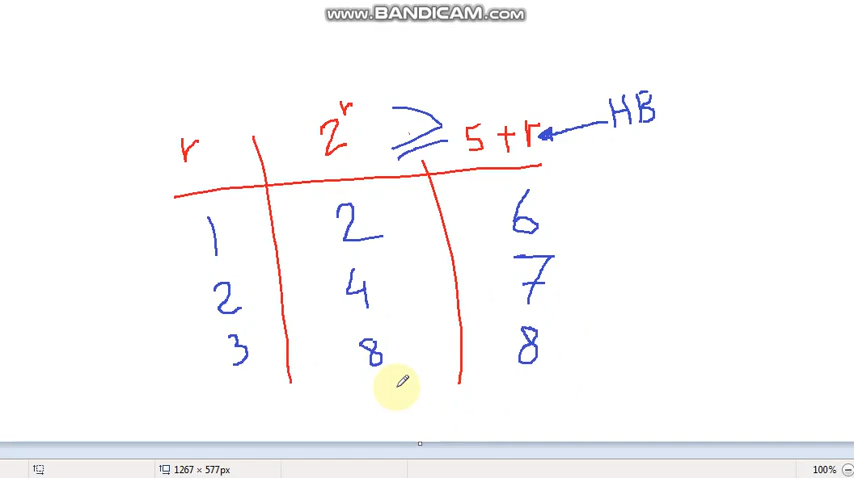 www.BANDICAM.com
r 2^r ≥ 5 + r HB
1 2 6
2 4 7
3 8 8
1267 × 577px 100%